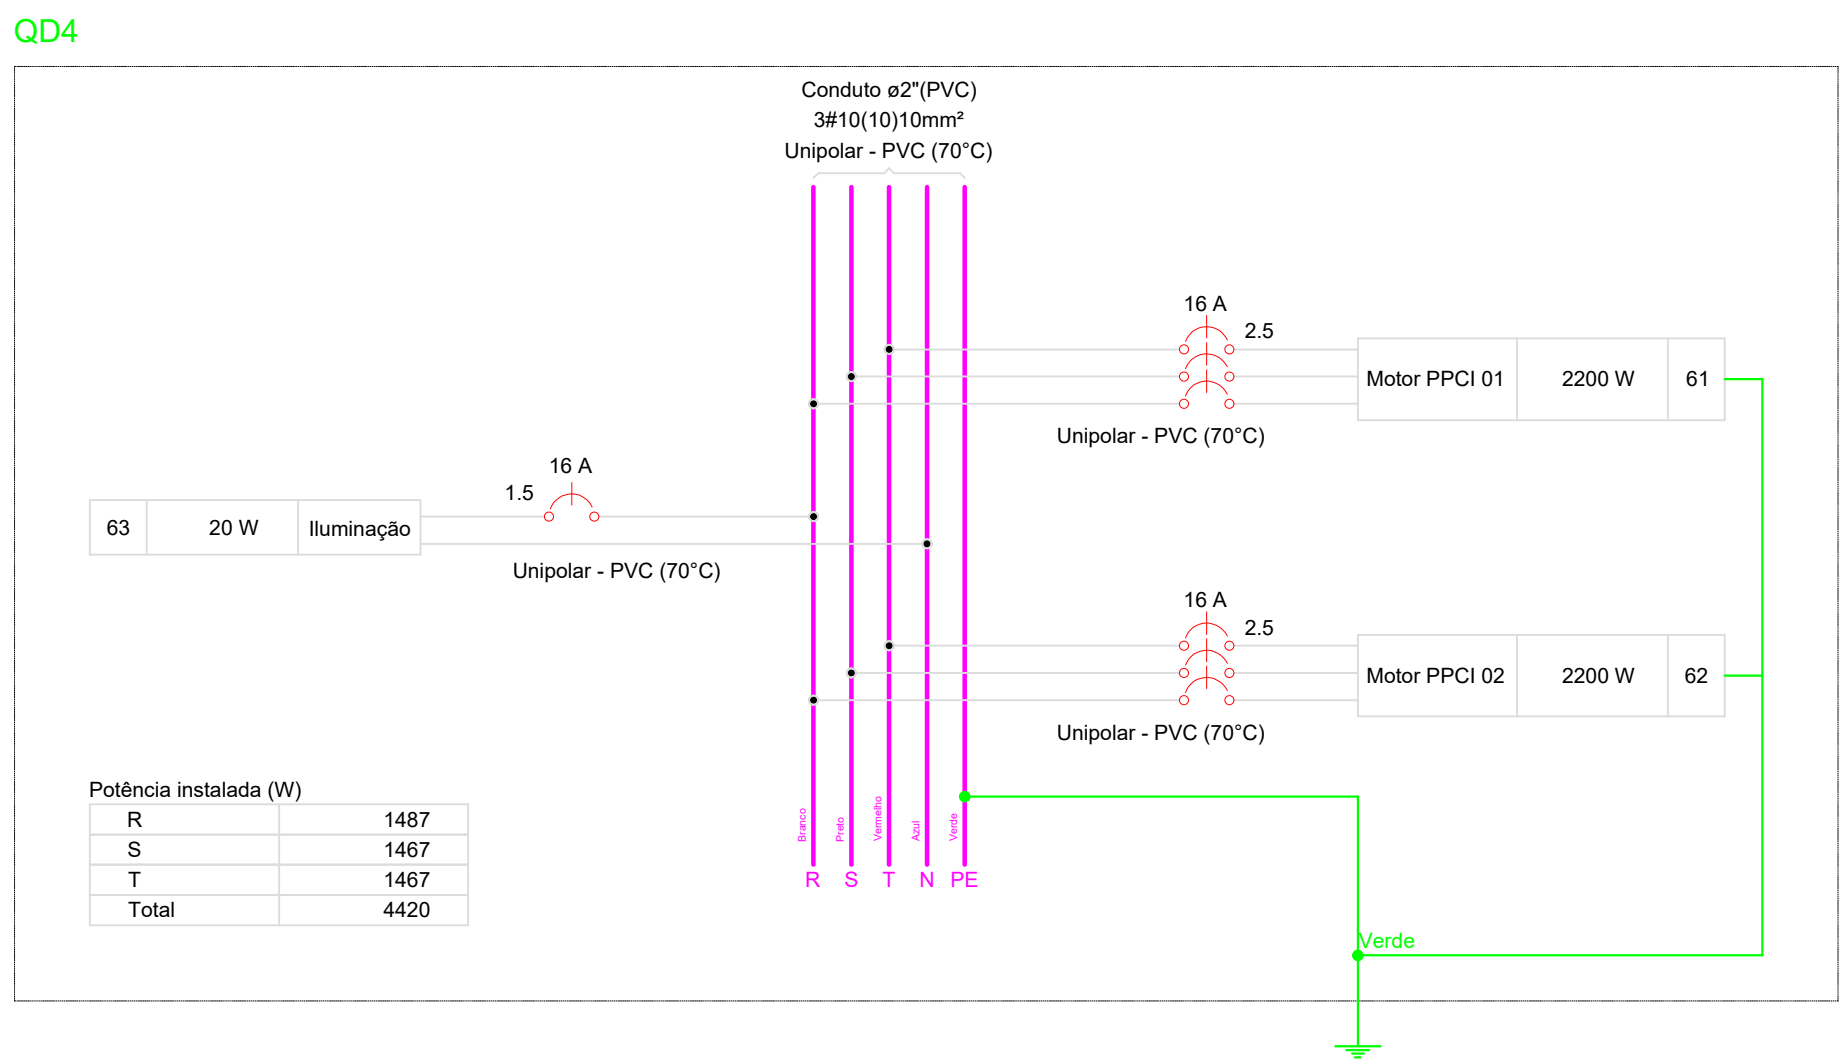 QD4
Conduto ø2"(PVC)
3#10(10)10mm²
Unipolar - PVC (70°C)
16 A
2.5
Motor PPCI 01 2200 W 61
Unipolar - PVC (70°C)
16 A
1.5
63 20 W Iluminação
Unipolar - PVC (70°C)
16 A
2.5
Motor PPCI 02 2200 W 62
Unipolar - PVC (70°C)
Potência instalada (W)
R 1487
S 1467
T 1467
Total 4420
Branco
Preto
Vermelho
Azul
Verde
R S T N PE
Verde